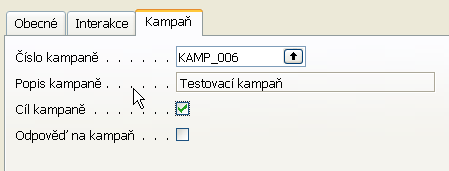 Obecné Interakce Kampaň
Číslo kampaně . . . . . . KAMP_006
Popis kampaně . . . . . . Testovací kampaň
Cíl kampaně . . . . . . .
Odpověď na kampaň . . .